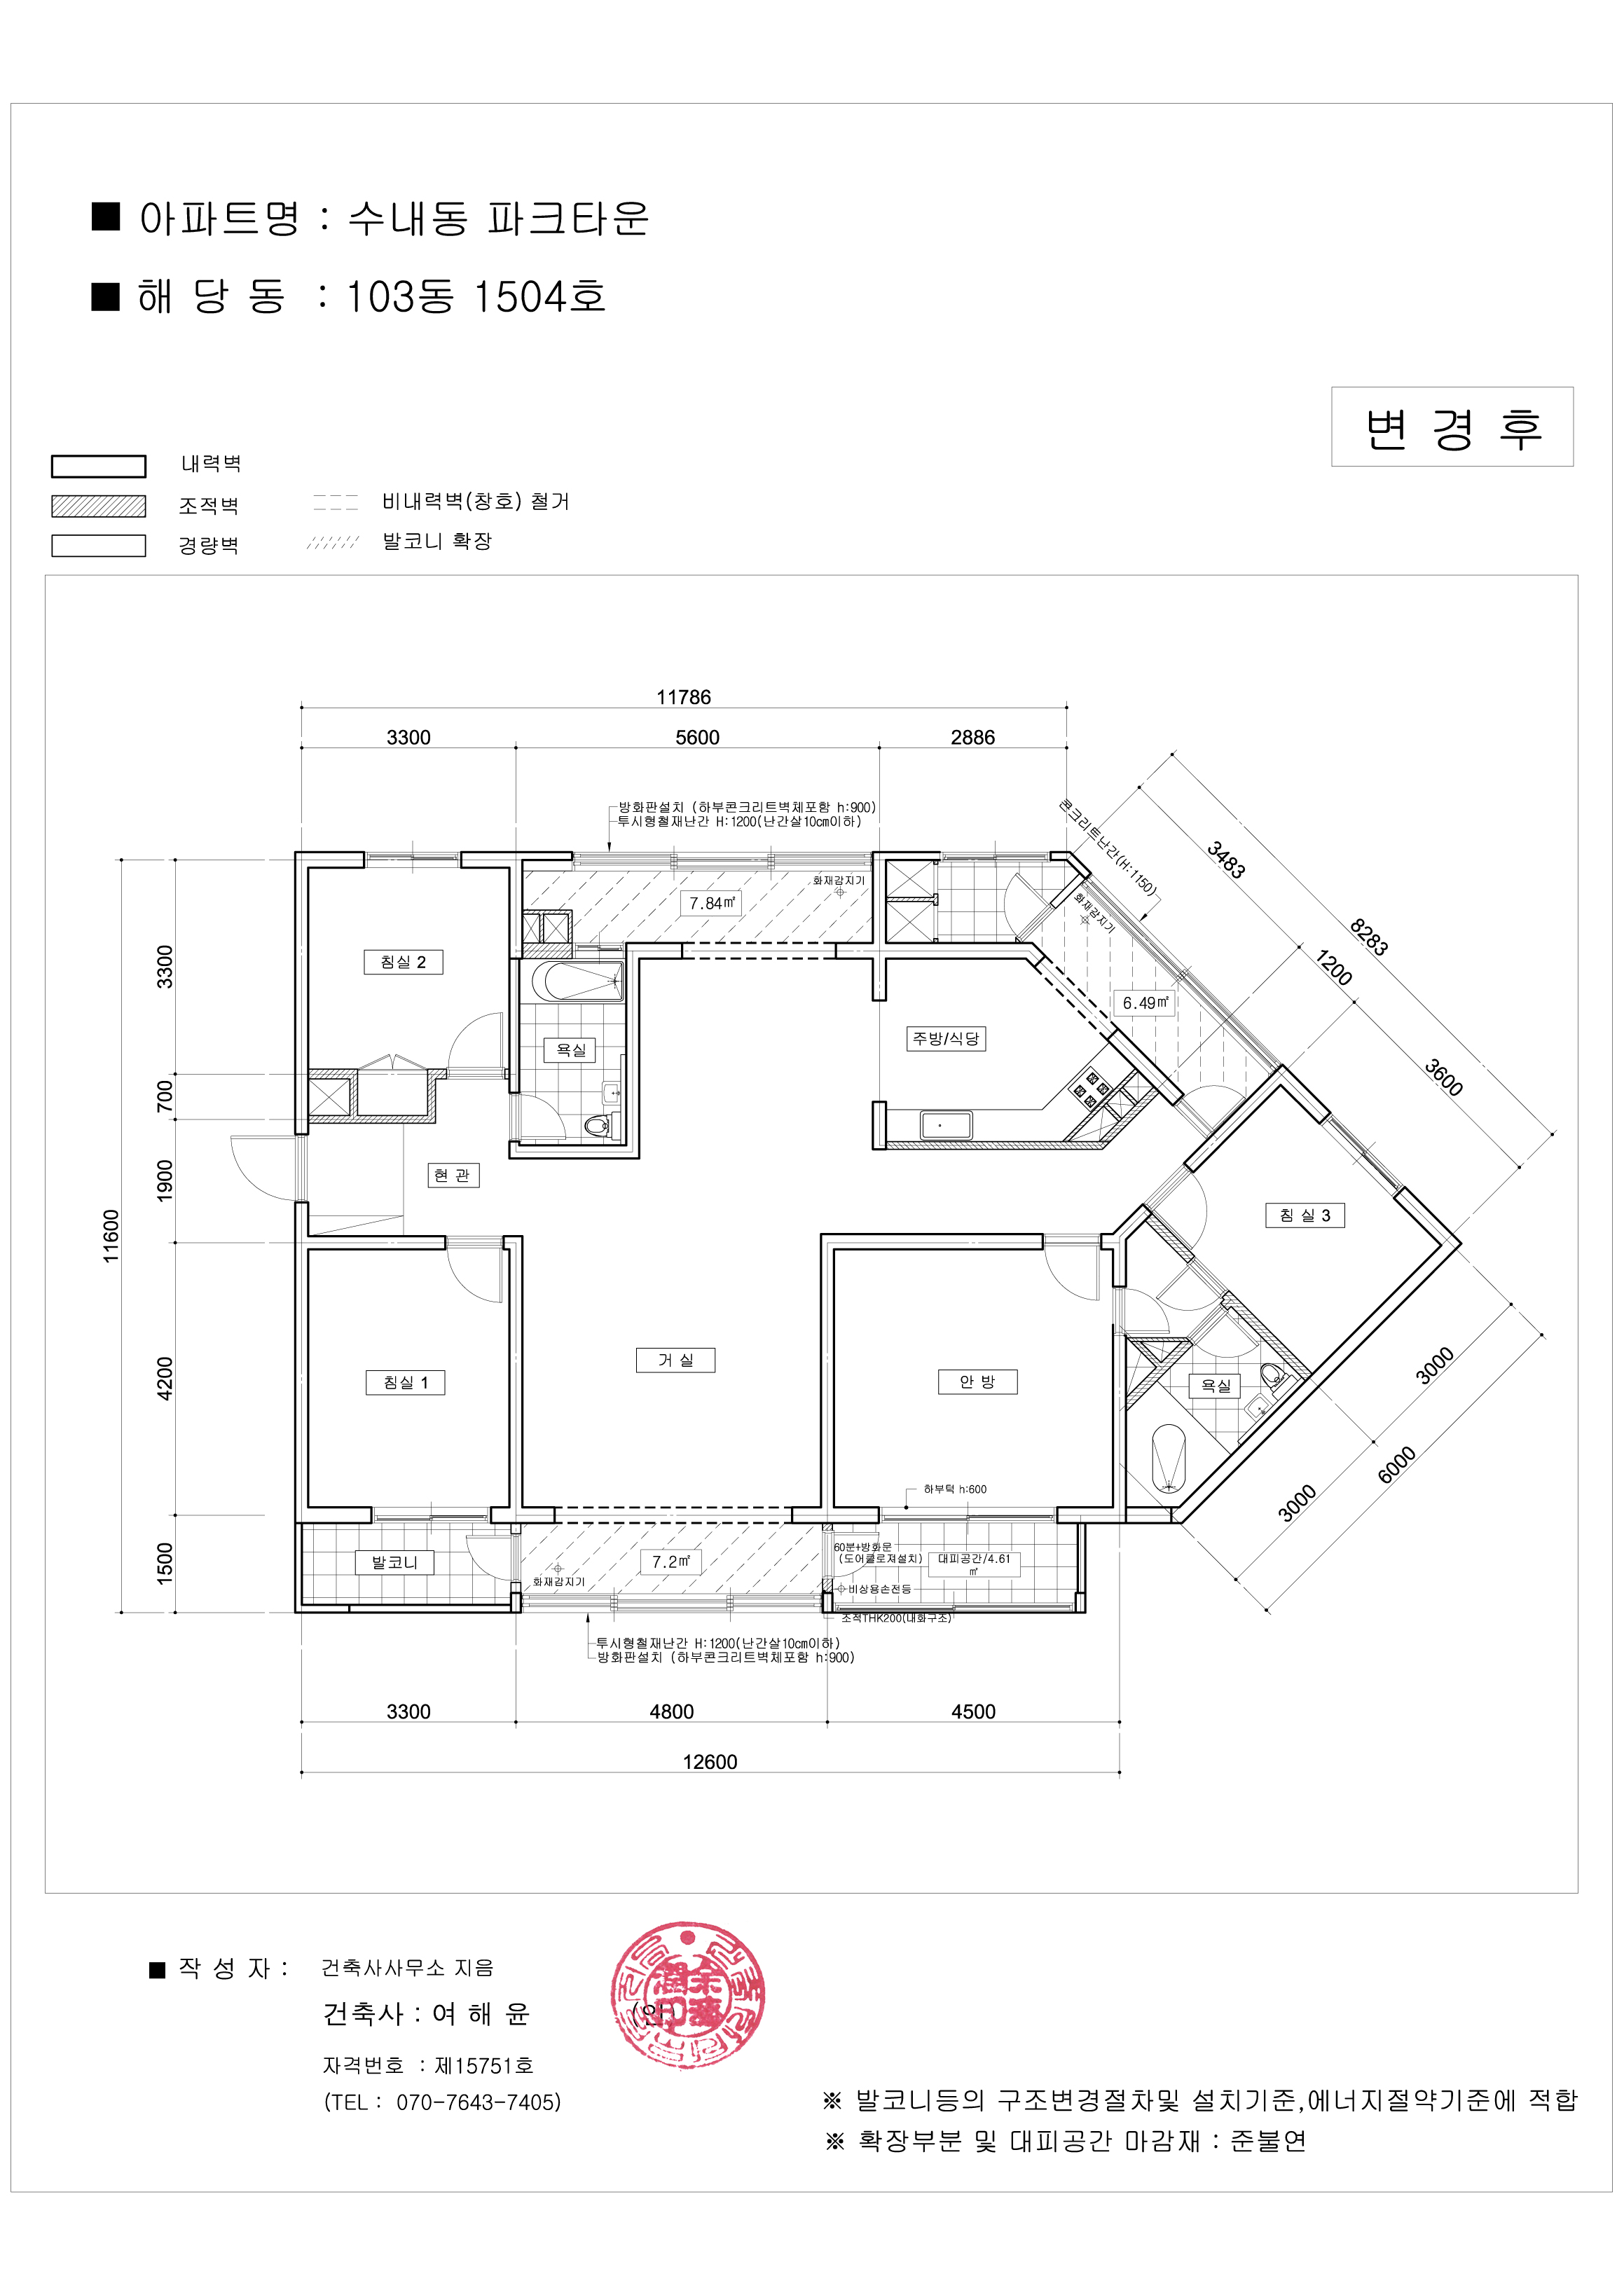 ■ 아파트명 : 수내동 파크타운
■ 해 당 동 : 103동 1504호
변 경 후
내력벽
조적벽
경량벽
비내력벽(창호) 철거
발코니 확장
11786
3300
5600
2886
방화판설치 (하부콘크리트벽체포함 h:900)
투시형철재난간 H:1200(난간살10cm이하)
콘크리트난간(H:1150)
3483
8283
1200
3600
화재감지기
7.84㎡
화재감지기
6.49㎡
침실 2
욕실
주방/식당
현 관
침 실 3
3300
700
1900
11600
4200
1500
거 실
침실 1
안 방
욕실
하부턱 h:600
3000
6000
3000
발코니
화재감지기
7.2㎡
60분+방화문
(도어클로져설치)
대피공간/4.61
㎡
비상용손전등
조적THK200(내화구조)
투시형철재난간 H:1200(난간살10cm이하)
방화판설치 (하부콘크리트벽체포함 h:900)
3300
4800
4500
12600
■ 작 성 자 : 건축사사무소 지음
건축사 : 여 해 윤 (인)
자격번호 : 제15751호
(TEL : 070-7643-7405)
※ 발코니등의 구조변경절차및 설치기준,에너지절약기준에 적합
※ 확장부분 및 대피공간 마감재 : 준불연